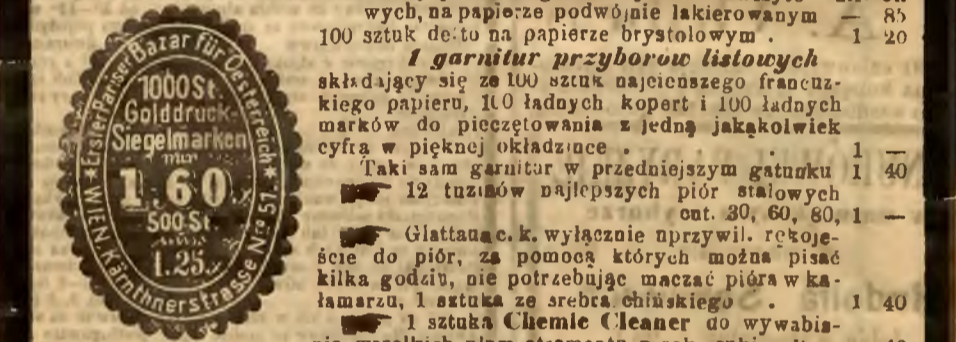 Erster Pariser Bazar für Oesterreich
WIEN. Kärnthnerstrasse Nro 51.
1000 St.
Golddruck-
Siegelmarken
nur
1.60
500 St.
1.25
wych, na papierze podwójnie lakierowanym — 85
100 sztuk detto na papierze brystolowym . 1 20
1 garnitur przyborów listowych
składający się ze 100 sztuk najcieńszego francuz-
kiego papieru, 100 ładnych kopert i 100 ładnych
marków do pieczętowania z jedną jakąkolwiek
cyfrą w pięknej okładzince . . 1 —
Taki sam garnitur w przedniejszym gatunku 1 40
12 tuzinów najlepszych piór stalowych
cnt. 30, 60, 80, 1 —
Glattaua c. k. wyłącznie uprzywil. rękoje-
ście do piór, za pomocą których można pisać
kilka godzin, nie potrzebując maczać pióra w ka-
łamarzu, 1 sztuka ze srebra chińskiego . 1 40
1 sztuka Chemic Cleaner do wywabia-